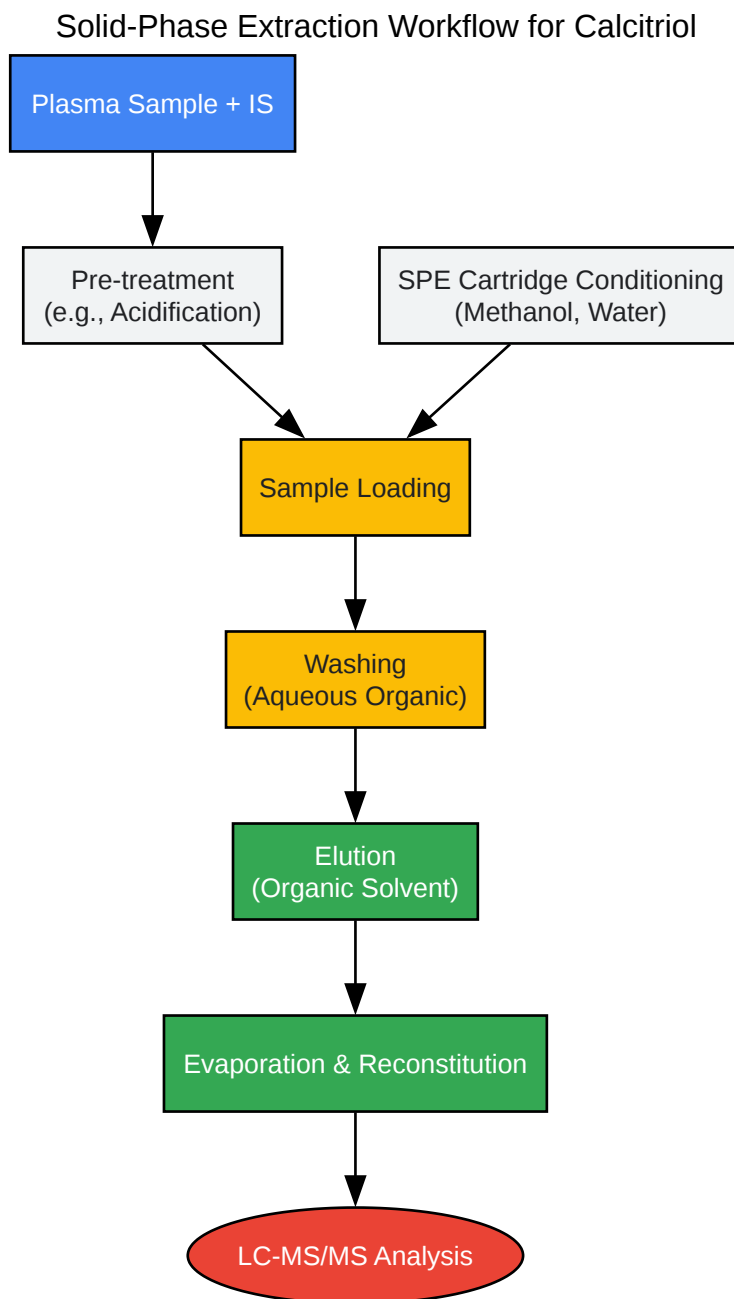 Solid-Phase Extraction Workflow for Calcitriol
Plasma Sample + IS
Pre-treatment
(e.g., Acidification)
SPE Cartridge Conditioning
(Methanol, Water)
Sample Loading
Washing
(Aqueous Organic)
Elution
(Organic Solvent)
Evaporation & Reconstitution
LC-MS/MS Analysis